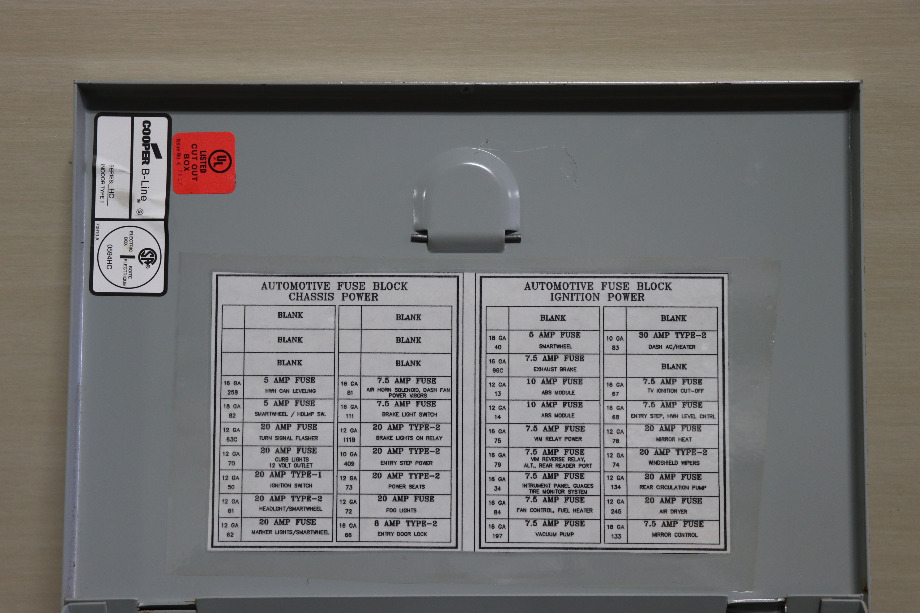 COOPER B-Line
INDOOR TYPE 1
0594HC
UL
LISTED
CUT OUT
BOX
AUTOMOTIVE FUSE BLOCK
CHASSIS POWER
BLANK
BLANK
BLANK
BLANK
BLANK
BLANK
16 GA 5 AMP FUSE
259 HWH CAN LEVELING
16 GA 7.5 AMP FUSE
61 AIR HORN SOLENOID, DASH FAN
POWER VISORS
18 GA 5 AMP FUSE
82 SMARTWHEEL / HDLMP SW.
16 GA 7.5 AMP FUSE
111 BRAKE LIGHT SWITCH
12 GA 20 AMP FUSE
63C TURN SIGNAL FLASHER
12 GA 20 AMP TYPE-2
111B BRAKE LIGHTS ON RELAY
12 GA 20 AMP FUSE
70 CURB LIGHTS
12 VOLT OUTLET
10 GA 20 AMP TYPE-2
409 ENTRY STEP POWER
12 GA 20 AMP TYPE-1
50 IGNITION SWITCH
12 GA 20 AMP TYPE-2
73 POWER SEATS
12 GA 20 AMP TYPE-2
81 HEADLIGHT/SMARTWHEEL
12 GA 20 AMP FUSE
72 FOG LIGHTS
12 GA 20 AMP FUSE
62 MARKER LIGHTS/SMARTWHEEL
16 GA 6 AMP TYPE-2
66 ENTRY DOOR LOCK
AUTOMOTIVE FUSE BLOCK
IGNITION POWER
BLANK
BLANK
18 GA 5 AMP FUSE
40 SMARTWHEEL
10 GA 30 AMP TYPE-2
83 DASH AC/HEATER
16 GA 7.5 AMP FUSE
96C EXHAUST BRAKE
BLANK
12 GA 10 AMP FUSE
13 ABS MODULE
16 GA 7.5 AMP FUSE
67 TV IGNITION CUT-OFF
12 GA 10 AMP FUSE
14 ABS MODULE
16 GA 7.5 AMP FUSE
68 ENTRY STEP, HWH LEVEL CNTRL
16 GA 7.5 AMP FUSE
75 VIM RELAY POWER
12 GA 20 AMP FUSE
78 MIRROR HEAT
16 GA 7.5 AMP FUSE
79 VIM REVERSE RELAY,
ALT., REAR READER PORT
12 GA 20 AMP TYPE-2
74 WINDSHIELD WIPERS
16 GA 7.5 AMP FUSE
34 INTRUMENT PANEL GUAGES
TIRE MONITOR SYSTEM
12 GA 20 AMP FUSE
134 REAR CIRCULATION PUMP
16 GA 7.5 AMP FUSE
84 FAN CONTROL, FUEL HEATER
12 GA 20 AMP FUSE
245 AIR DRYER
16 GA 7.5 AMP FUSE
197 VACUUM PUMP
18 GA 7.5 AMP FUSE
133 MIRROR CONTROL